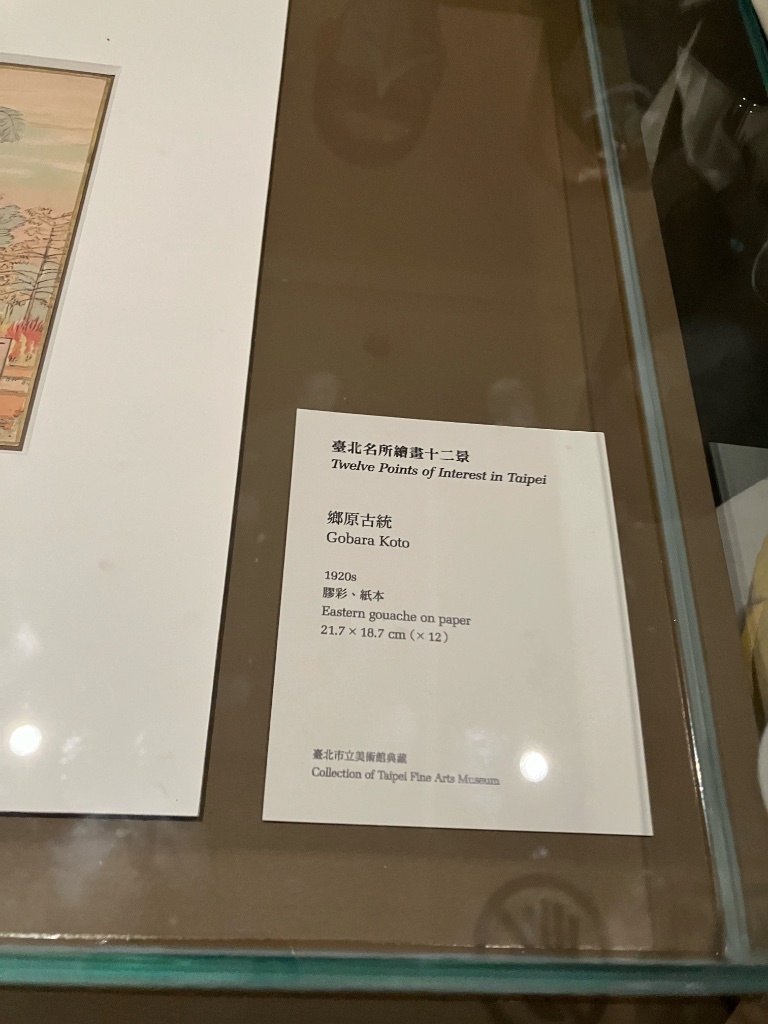 臺北名所繪畫十二景
Twelve Points of Interest in Taipei
鄉原古統
Gobara Koto
1920s
膠彩、紙本
Eastern gouache on paper
21.7 × 18.7 cm (× 12)
臺北市立美術館典藏
Collection of Taipei Fine Arts Museum